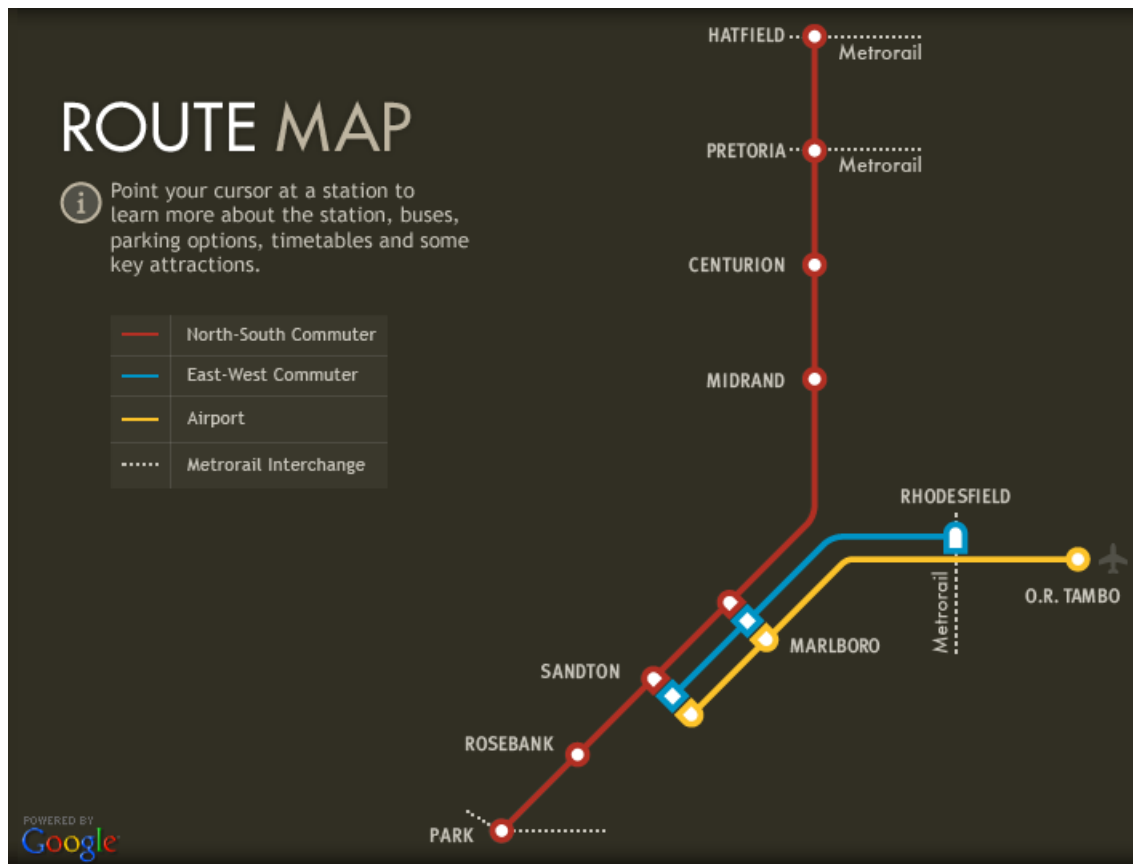 HATFIELD
Metrorail
ROUTE MAP
PRETORIA
Metrorail
Point your cursor at a station to
learn more about the station, buses,
parking options, timetables and some
key attractions.
CENTURION
North-South Commuter
East-West Commuter
Airport
Metrorail Interchange
MIDRAND
RHODESFIELD
Metrorail
O.R. TAMBO
MARLBORO
SANDTON
ROSEBANK
PARK
POWERED BY
Google